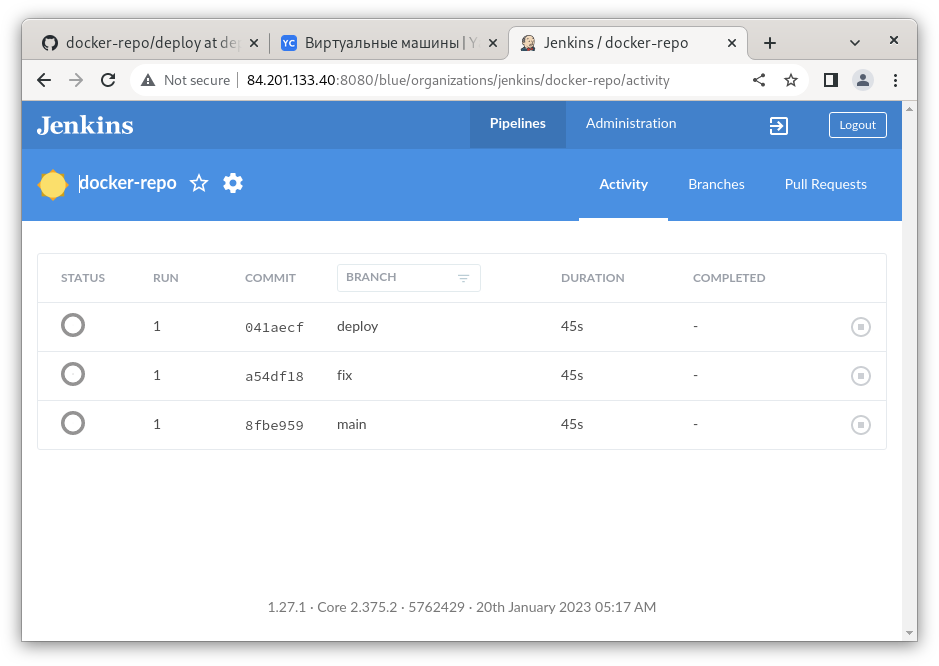 docker-repo/deploy at dep
Виртуальные машины | Y
Jenkins / docker-repo
Not secure 84.201.133.40:8080/blue/organizations/jenkins/docker-repo/activity
Jenkins Pipelines Administration Logout
docker-repo Activity Branches Pull Requests
STATUS RUN COMMIT BRANCH DURATION COMPLETED
1 041aecf deploy 45s -
1 a54df18 fix 45s -
1 8fbe959 main 45s -
1.27.1 · Core 2.375.2 · 5762429 · 20th January 2023 05:17 AM